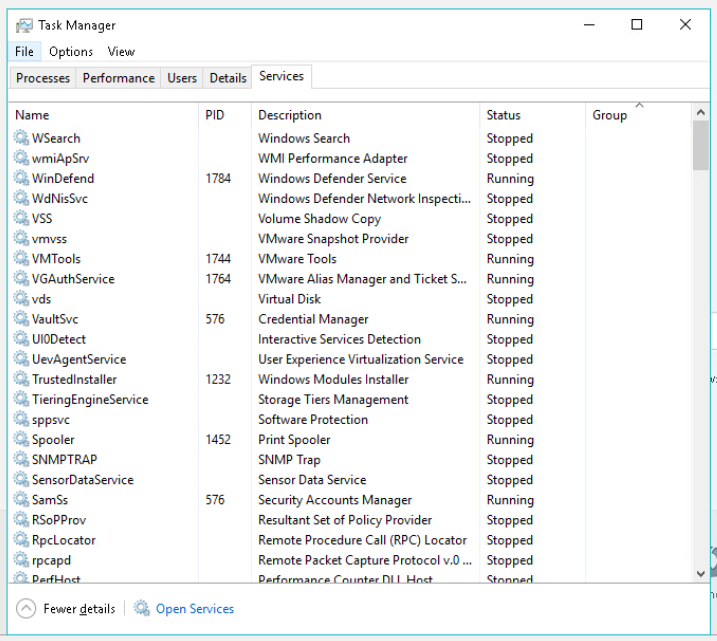 Task Manager
File Options View
Processes Performance Users Details Services
Name PID Description Status Group
WSearch Windows Search Stopped
wmiApSrv WMI Performance Adapter Stopped
WinDefend 1784 Windows Defender Service Running
WdNisSvc Windows Defender Network Inspecti... Stopped
VSS Volume Shadow Copy Stopped
vmvss VMware Snapshot Provider Stopped
VMTools 1744 VMware Tools Running
VGAuthService 1764 VMware Alias Manager and Ticket S... Running
vds Virtual Disk Stopped
VaultSvc 576 Credential Manager Running
UI0Detect Interactive Services Detection Stopped
UevAgentService User Experience Virtualization Service Stopped
TrustedInstaller 1232 Windows Modules Installer Running
TieringEngineService Storage Tiers Management Stopped
sppsvc Software Protection Stopped
Spooler 1452 Print Spooler Running
SNMPTRAP SNMP Trap Stopped
SensorDataService Sensor Data Service Stopped
SamSs 576 Security Accounts Manager Running
RSoPProv Resultant Set of Policy Provider Stopped
RpcLocator Remote Procedure Call (RPC) Locator Stopped
rpcapd Remote Packet Capture Protocol v.0 ... Stopped
PerfHost Performance Counter DLL Host Stopped
Fewer details Open Services